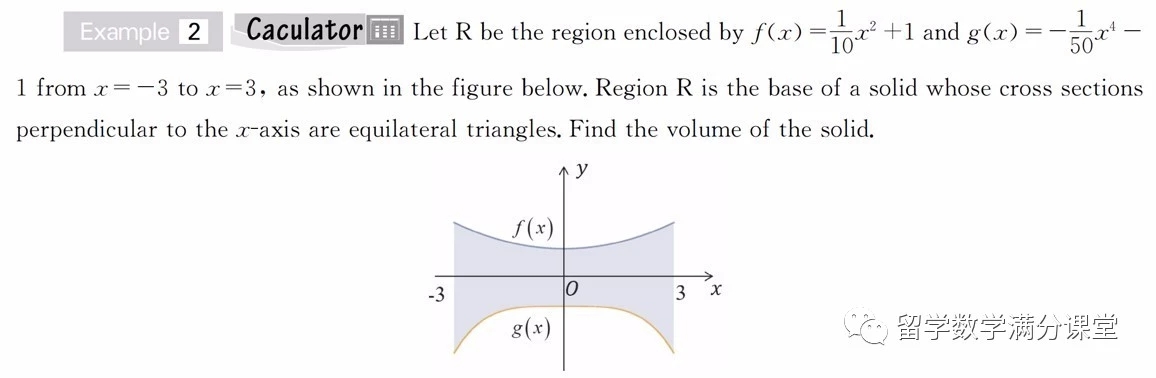 Example 2 Caculator Let R be the region enclosed by f(x)=\frac{1}{10}x^2+1 and g(x)=-\frac{1}{50}x^4-
1 from x=-3 to x=3, as shown in the figure below. Region R is the base of a solid whose cross sections
perpendicular to the x-axis are equilateral triangles. Find the volume of the solid.
y
f(x)
-3 O 3 x
g(x)
留学数学满分课堂